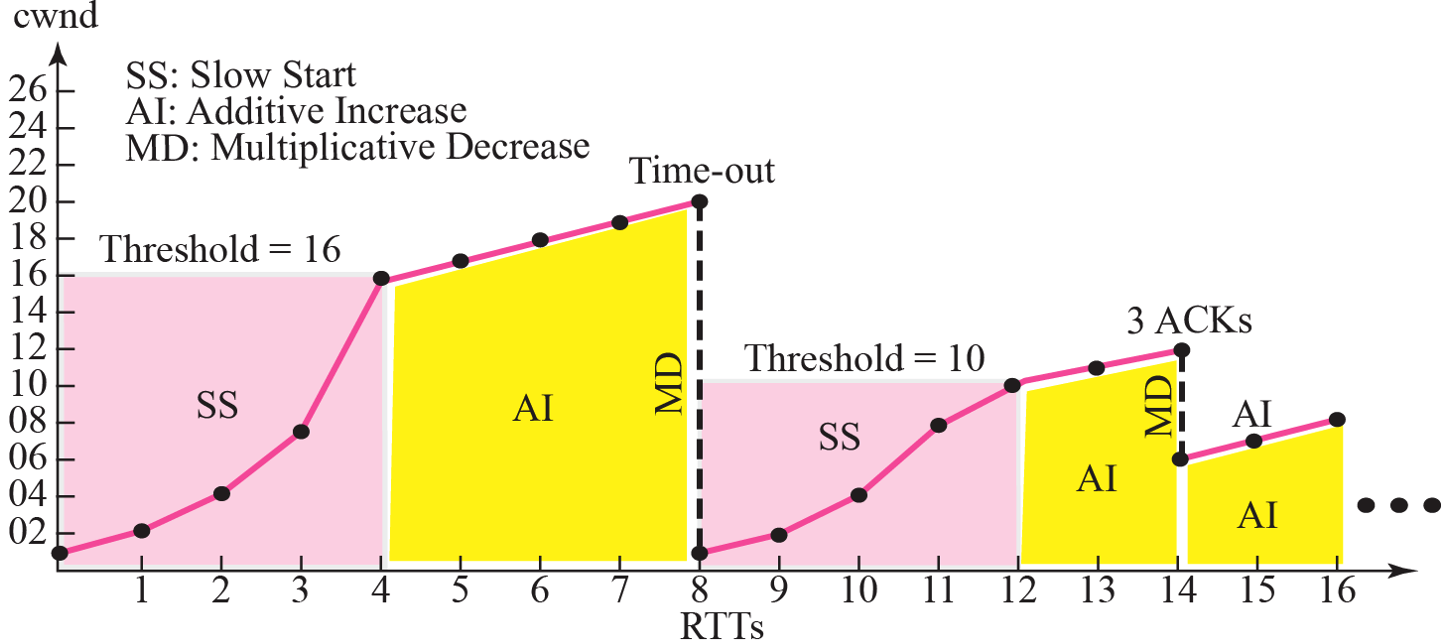 cwnd
SS: Slow Start
AI: Additive Increase
MD: Multiplicative Decrease
26
24
22
20
18
16
14
12
10
08
06
04
02
Time-out
Threshold = 16
3 ACKs
Threshold = 10
SS
AI
MD
SS
AI
MD
AI
AI
1 2 3 4 5 6 7 8 9 10 11 12 13 14 15 16
RTTs